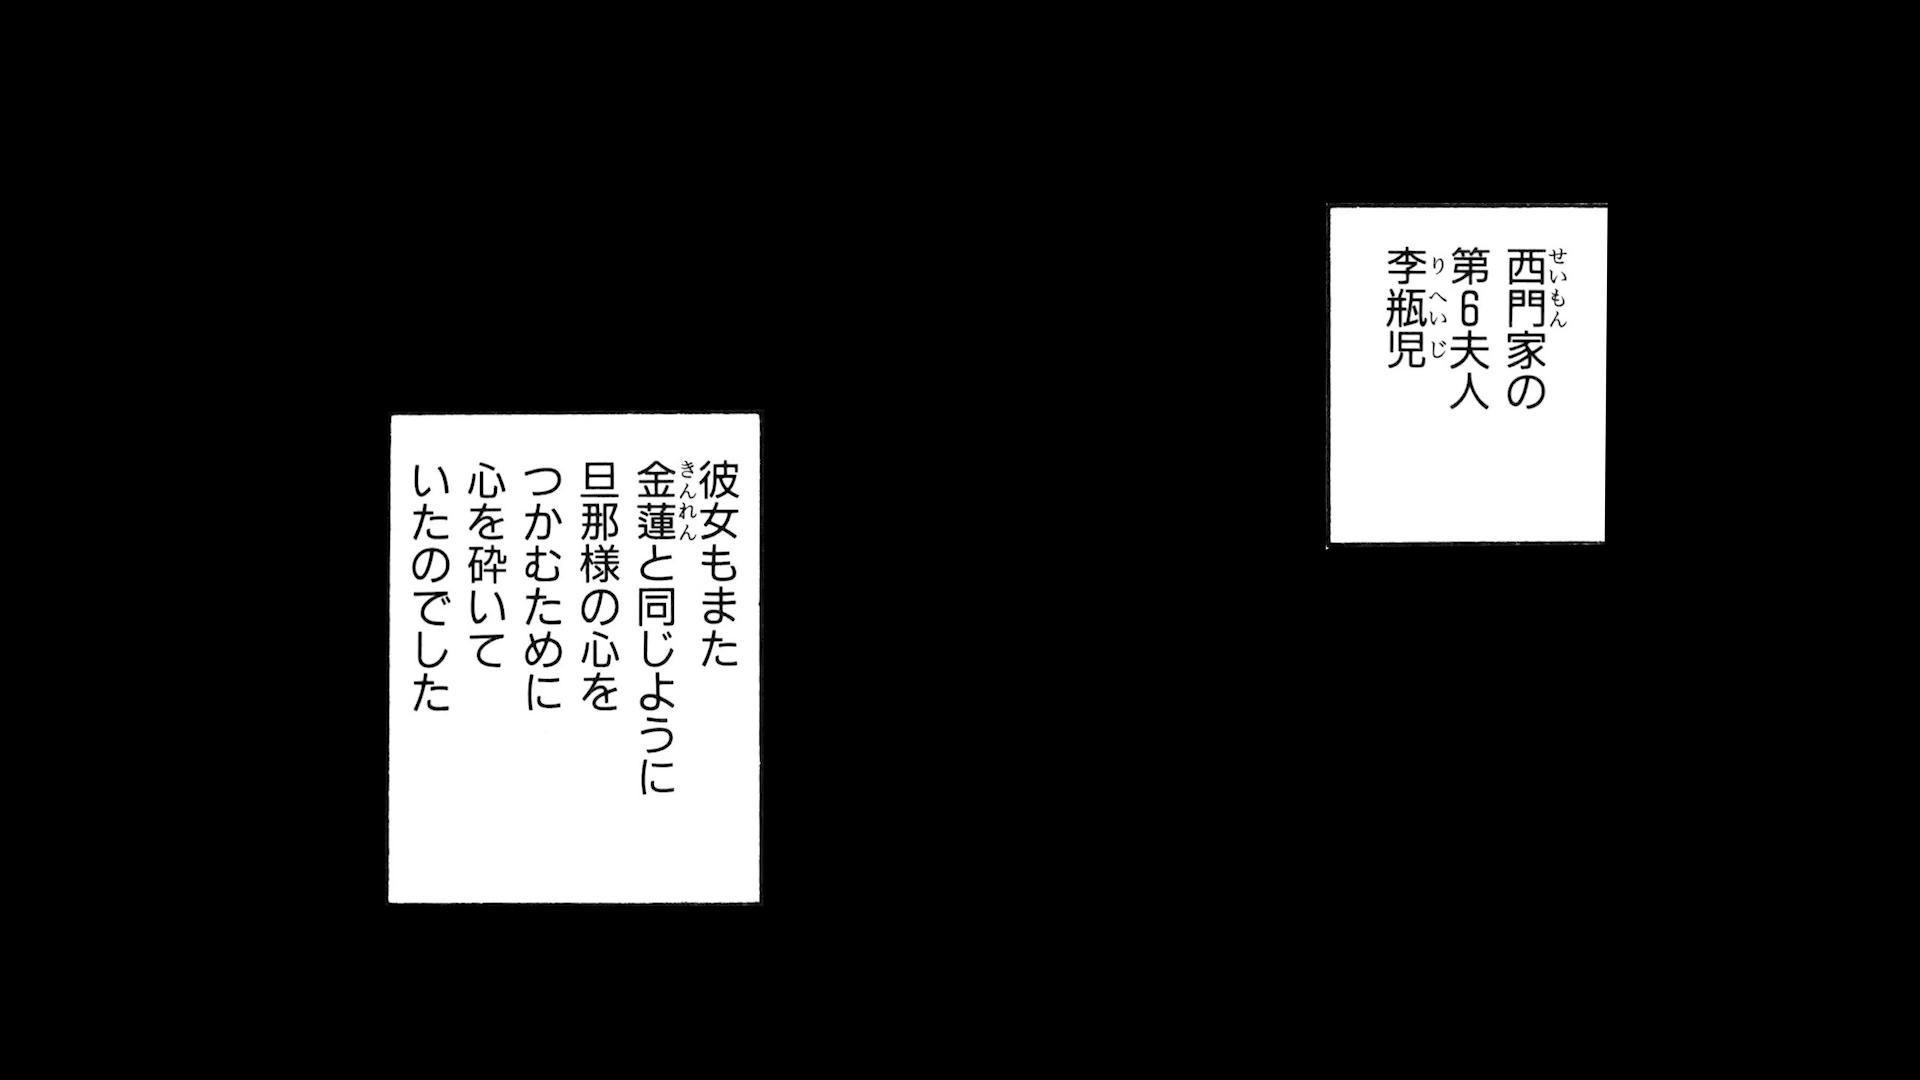 西門家の
第6夫人
李瓶児
彼女もまた
金蓮と同じように
旦那様の心を
つかむために
心を砕いて
いたのでした